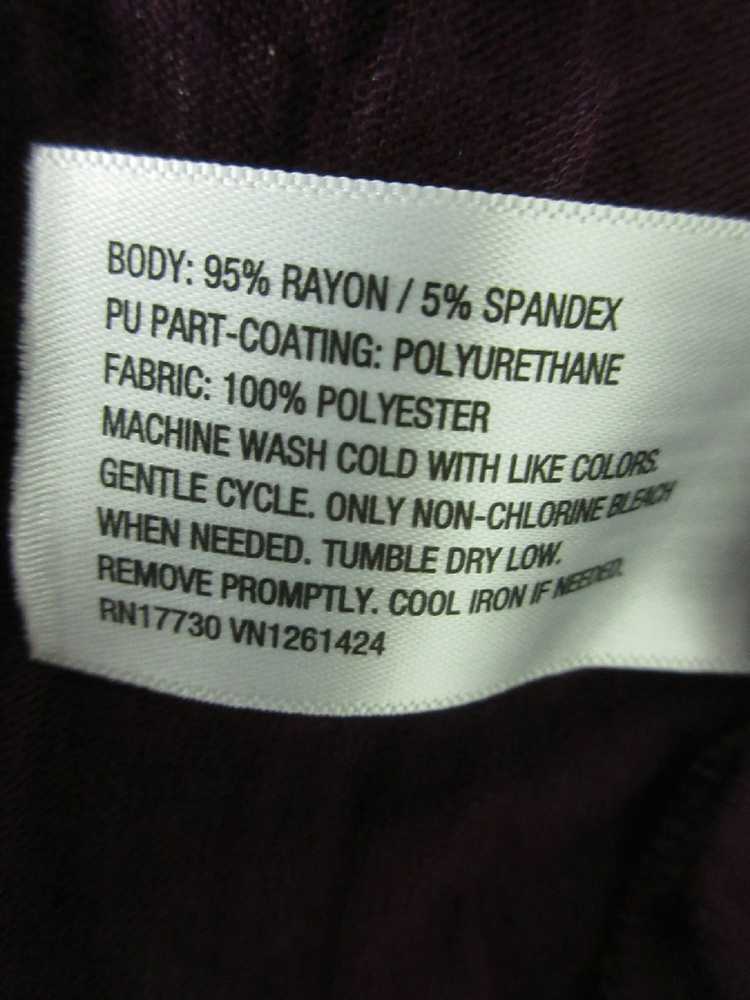 BODY: 95% RAYON / 5% SPANDEX
PU PART-COATING: POLYURETHANE
FABRIC: 100% POLYESTER
MACHINE WASH COLD WITH LIKE COLORS.
GENTLE CYCLE. ONLY NON-CHLORINE BLEACH
WHEN NEEDED. TUMBLE DRY LOW.
REMOVE PROMPTLY. COOL IRON IF NEEDED.
RN17730 VN1261424